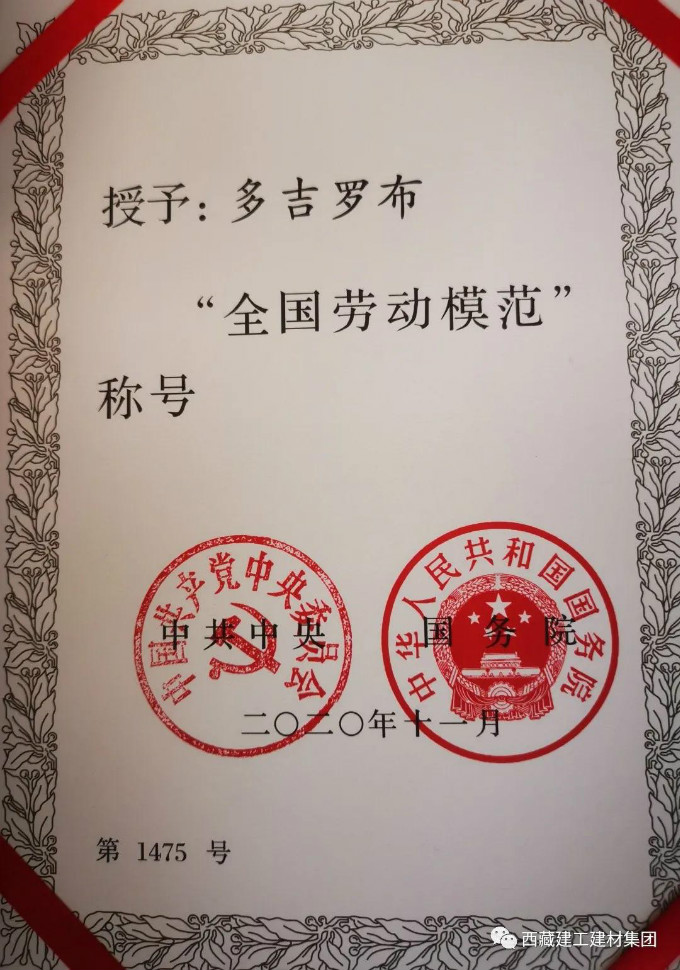 授予：多吉罗布
“全国劳动模范”
称号
中国共产党中央委员会
中华人民共和国国务院
中共中央 国务院
二〇二〇年十一月
第 1475 号
西藏建工建材集团